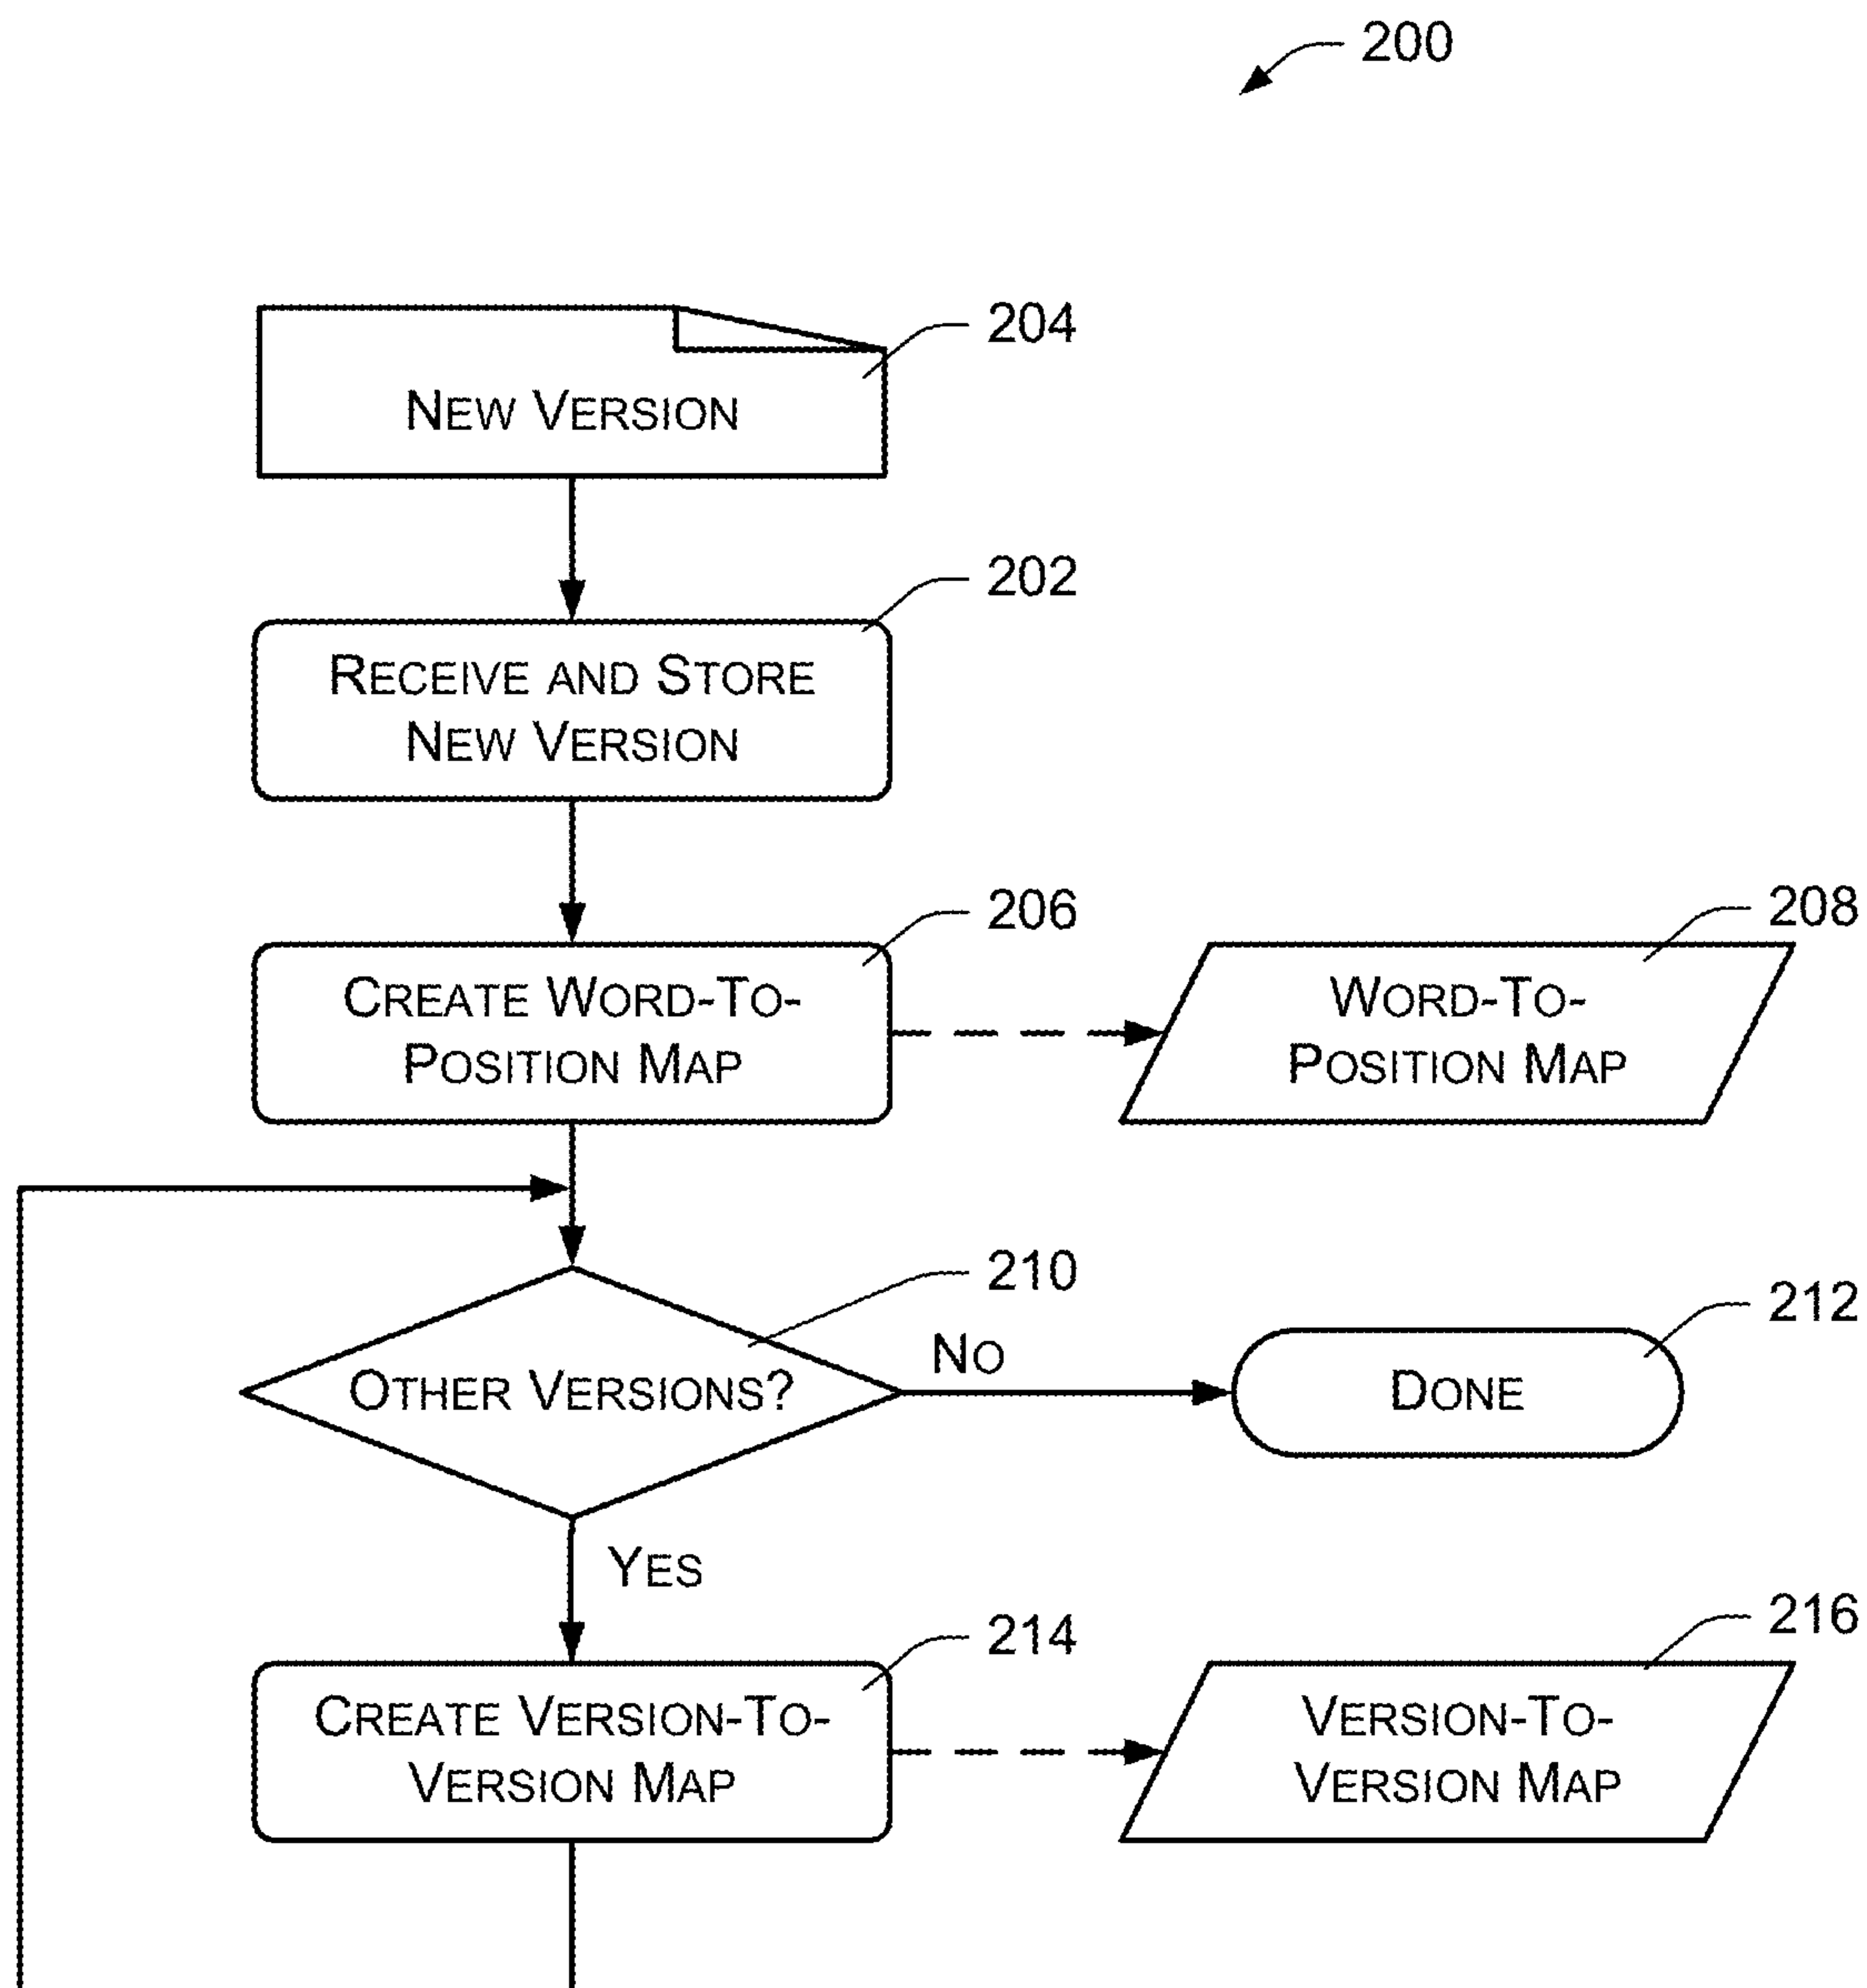 200
204
NEW VERSION
202
RECEIVE AND STORE
NEW VERSION
206
CREATE WORD-TO-
POSITION MAP
208
WORD-TO-
POSITION MAP
210
OTHER VERSIONS?
NO
212
DONE
YES
214
CREATE VERSION-TO-
VERSION MAP
216
VERSION-TO-
VERSION MAP